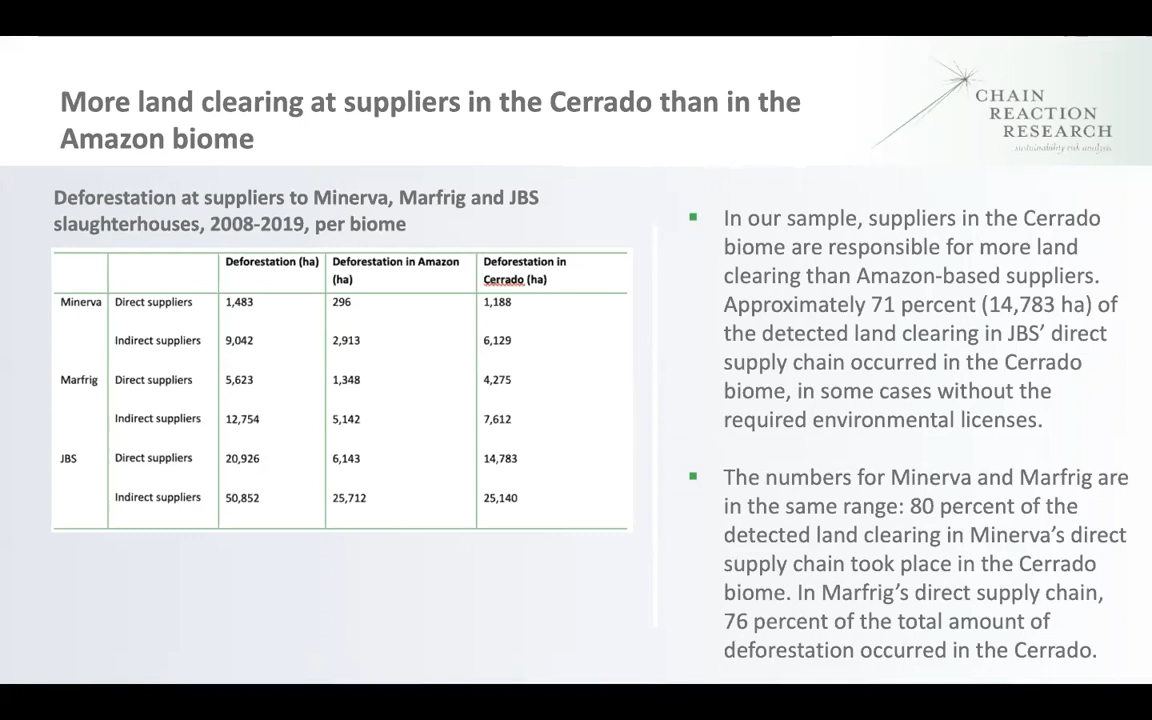 More land clearing at suppliers in the Cerrado than in the
Amazon biome
CHAIN
REACTION
RESEARCH
sustainability risk analysis
Deforestation at suppliers to Minerva, Marfrig and JBS
slaughterhouses, 2008-2019, per biome
Deforestation (ha) Deforestation in Amazon Deforestation in
(ha) Cerrado (ha)
Minerva Direct suppliers 1,483 296 1,188
Indirect suppliers 9,042 2,913 6,129
Marfrig Direct suppliers 5,623 1,348 4,275
Indirect suppliers 12,754 5,142 7,612
JBS Direct suppliers 20,926 6,143 14,783
Indirect suppliers 50,852 25,712 25,140
In our sample, suppliers in the Cerrado
biome are responsible for more land
clearing than Amazon-based suppliers.
Approximately 71 percent (14,783 ha) of
the detected land clearing in JBS’ direct
supply chain occurred in the Cerrado
biome, in some cases without the
required environmental licenses.
The numbers for Minerva and Marfrig are
in the same range: 80 percent of the
detected land clearing in Minerva’s direct
supply chain took place in the Cerrado
biome. In Marfrig’s direct supply chain,
76 percent of the total amount of
deforestation occurred in the Cerrado.